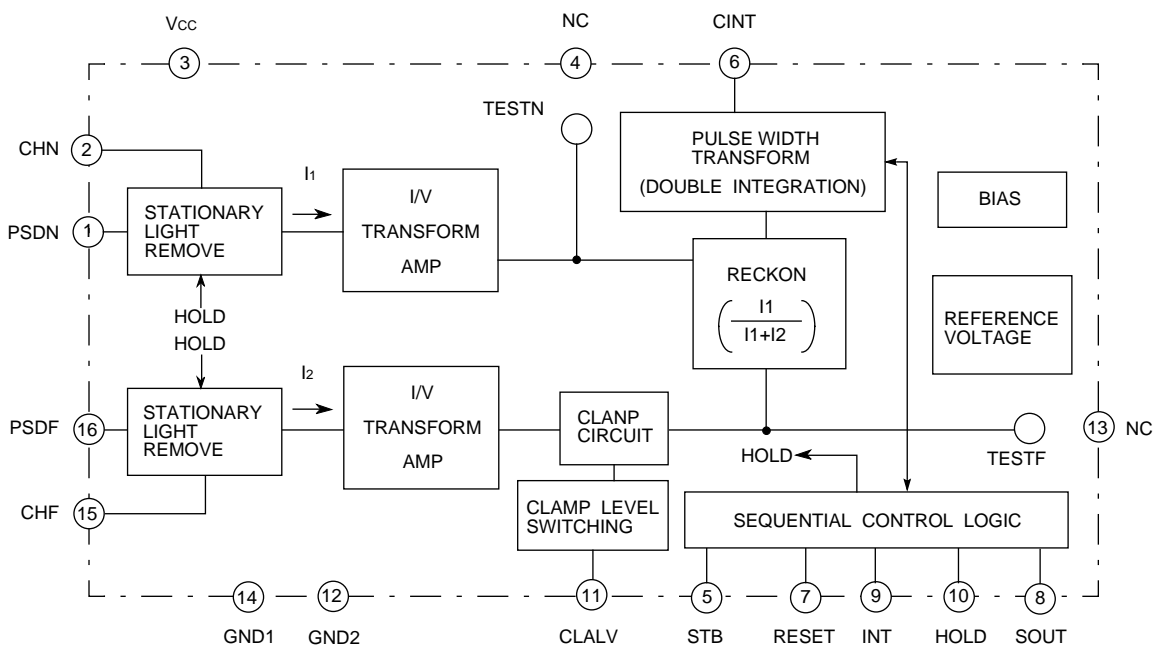 Vcc
NC
CINT
3
4
6
TESTN
CHN
2
PULSE WIDTH
TRANSFORM
(DOUBLE INTEGRATION)
I1
STATIONARY
LIGHT
REMOVE
I/V
TRANSFORM
AMP
BIAS
PSDN
1
RECKON
( I1 / I1+I2 )
REFERENCE
VOLTAGE
HOLD
HOLD
I2
PSDF
16
STATIONARY
LIGHT
REMOVE
I/V
TRANSFORM
AMP
CLANP
CIRCUIT
13
NC
TESTF
HOLD
CHF
15
CLAMP LEVEL
SWITCHING
SEQUENTIAL CONTROL LOGIC
14
12
11
5
7
9
10
8
GND1
GND2
CLALV
STB
RESET
INT
HOLD
SOUT